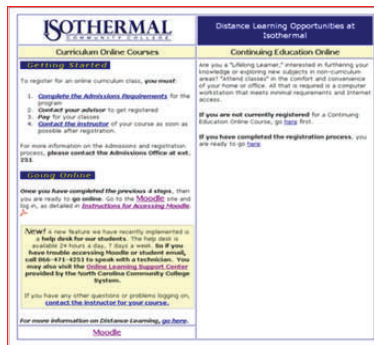 ISOTHERMAL
COMMUNITY COLLEGE
Distance Learning Opportunities at
Isothermal
Curriculum Online Courses
Continuing Education Online
Getting Started
To register for an online curriculum class, you must:
1. Complete the Admissions Requirements for the
program
2. Contact your advisor to get registered
3. Pay for your classes
4. Contact the instructor of your course as soon as
possible after registration.
For more information on the Admissions and registration
process, please contact the Admissions Office at ext.
251.
Going Online
Once you have completed the previous 4 steps, then
you are ready to go online. Go to the Moodle site and
log in, as detailed in Instructions for Accessing Moodle.
New! A new feature we have recently implemented is
a help desk for our students. The help desk is
available 24 hours a day, 7 days a week. So if you
have trouble accessing Moodle or student email,
call 866-471-4251 to speak with a technician. You
may also visit the Online Learning Support Center
provided by the North Carolina Community College
System.
If you have any other questions or problems logging on,
contact the instructor for your course.
For more information on Distance Learning, go here.
Moodle
Are you a "Lifelong Learner," interested in furthering your
knowledge or exploring new subjects in non-curriculum
areas? "Attend classes" in the comfort and convenience
of your home or office. All that is required is a computer
workstation that meets minimal requirements and Internet
access.
If you are not currently registered for a Continuing
Education Online Course, go here first.
If you have completed the registration process, you
are ready to go here.